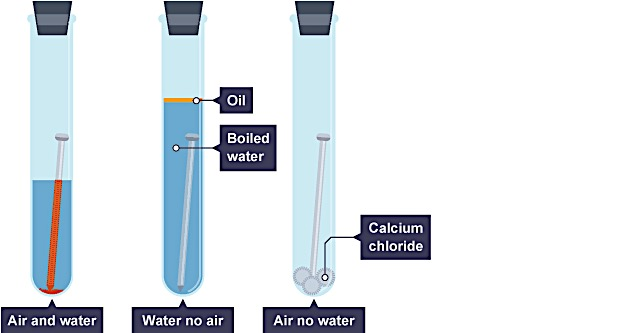 Oil
Boiled
water
Calcium
chloride
Air and water
Water no air
Air no water